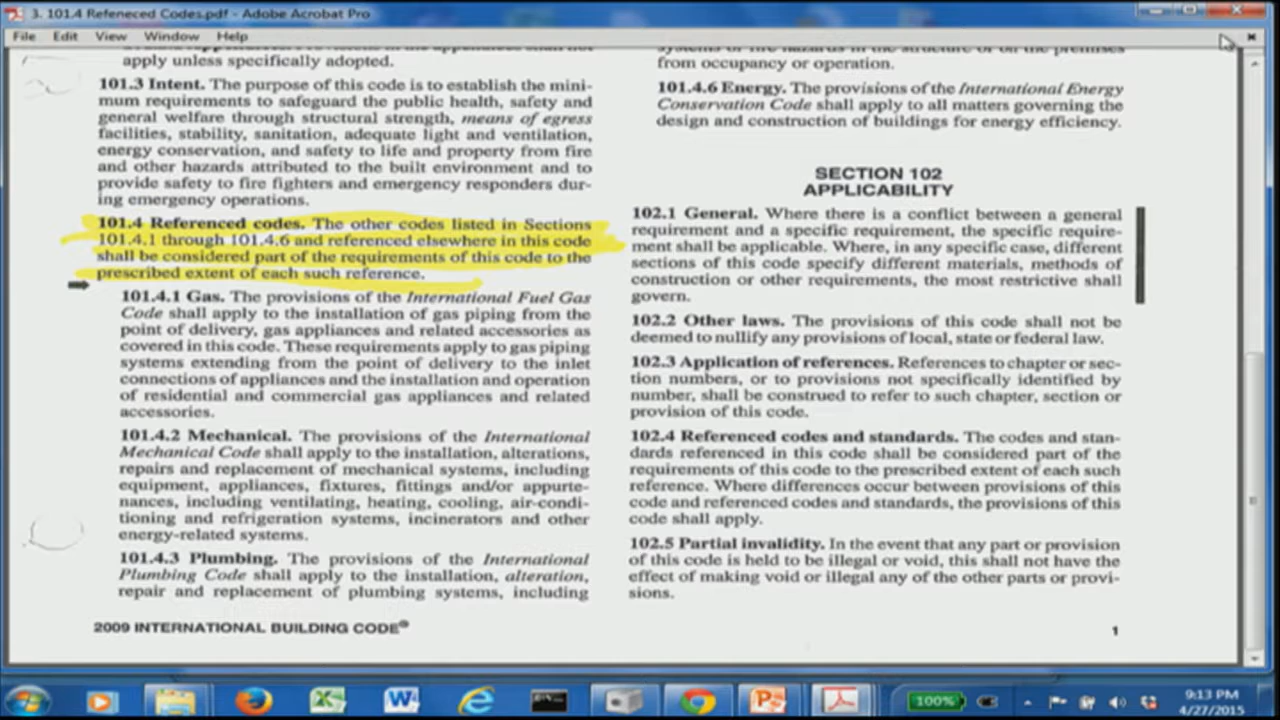 3. 101.4 Refeneced Codes.pdf - Adobe Acrobat Pro
File Edit View Window Help
apply unless specifically adopted.
101.3 Intent. The purpose of this code is to establish the mini-
mum requirements to safeguard the public health, safety and
general welfare through structural strength, means of egress
facilities, stability, sanitation, adequate light and ventilation,
energy conservation, and safety to life and property from fire
and other hazards attributed to the built environment and to
provide safety to fire fighters and emergency responders dur-
ing emergency operations.
101.4 Referenced codes. The other codes listed in Sections
101.4.1 through 101.4.6 and referenced elsewhere in this code
shall be considered part of the requirements of this code to the
prescribed extent of each such reference.
101.4.1 Gas. The provisions of the International Fuel Gas
Code shall apply to the installation of gas piping from the
point of delivery, gas appliances and related accessories as
covered in this code. These requirements apply to gas piping
systems extending from the point of delivery to the inlet
connections of appliances and the installation and operation
of residential and commercial gas appliances and related
accessories.
101.4.2 Mechanical. The provisions of the International
Mechanical Code shall apply to the installation, alterations,
repairs and replacement of mechanical systems, including
equipment, appliances, fixtures, fittings and/or appurte-
nances, including ventilating, heating, cooling, air-condi-
tioning and refrigeration systems, incinerators and other
energy-related systems.
101.4.3 Plumbing. The provisions of the International
Plumbing Code shall apply to the installation, alteration,
repair and replacement of plumbing systems, including
systems or fire hazards in the structure or on the premises
from occupancy or operation.
101.4.6 Energy. The provisions of the International Energy
Conservation Code shall apply to all matters governing the
design and construction of buildings for energy efficiency.
SECTION 102
APPLICABILITY
102.1 General. Where there is a conflict between a general
requirement and a specific requirement, the specific require-
ment shall be applicable. Where, in any specific case, different
sections of this code specify different materials, methods of
construction or other requirements, the most restrictive shall
govern.
102.2 Other laws. The provisions of this code shall not be
deemed to nullify any provisions of local, state or federal law.
102.3 Application of references. References to chapter or sec-
tion numbers, or to provisions not specifically identified by
number, shall be construed to refer to such chapter, section or
provision of this code.
102.4 Referenced codes and standards. The codes and stan-
dards referenced in this code shall be considered part of the
requirements of this code to the prescribed extent of each such
reference. Where differences occur between provisions of this
code and referenced codes and standards, the provisions of this
code shall apply.
102.5 Partial invalidity. In the event that any part or provision
of this code is held to be illegal or void, this shall not have the
effect of making void or illegal any of the other parts or provi-
sions.
2009 INTERNATIONAL BUILDING CODE®
1
100%
9:13 PM
4/27/2015